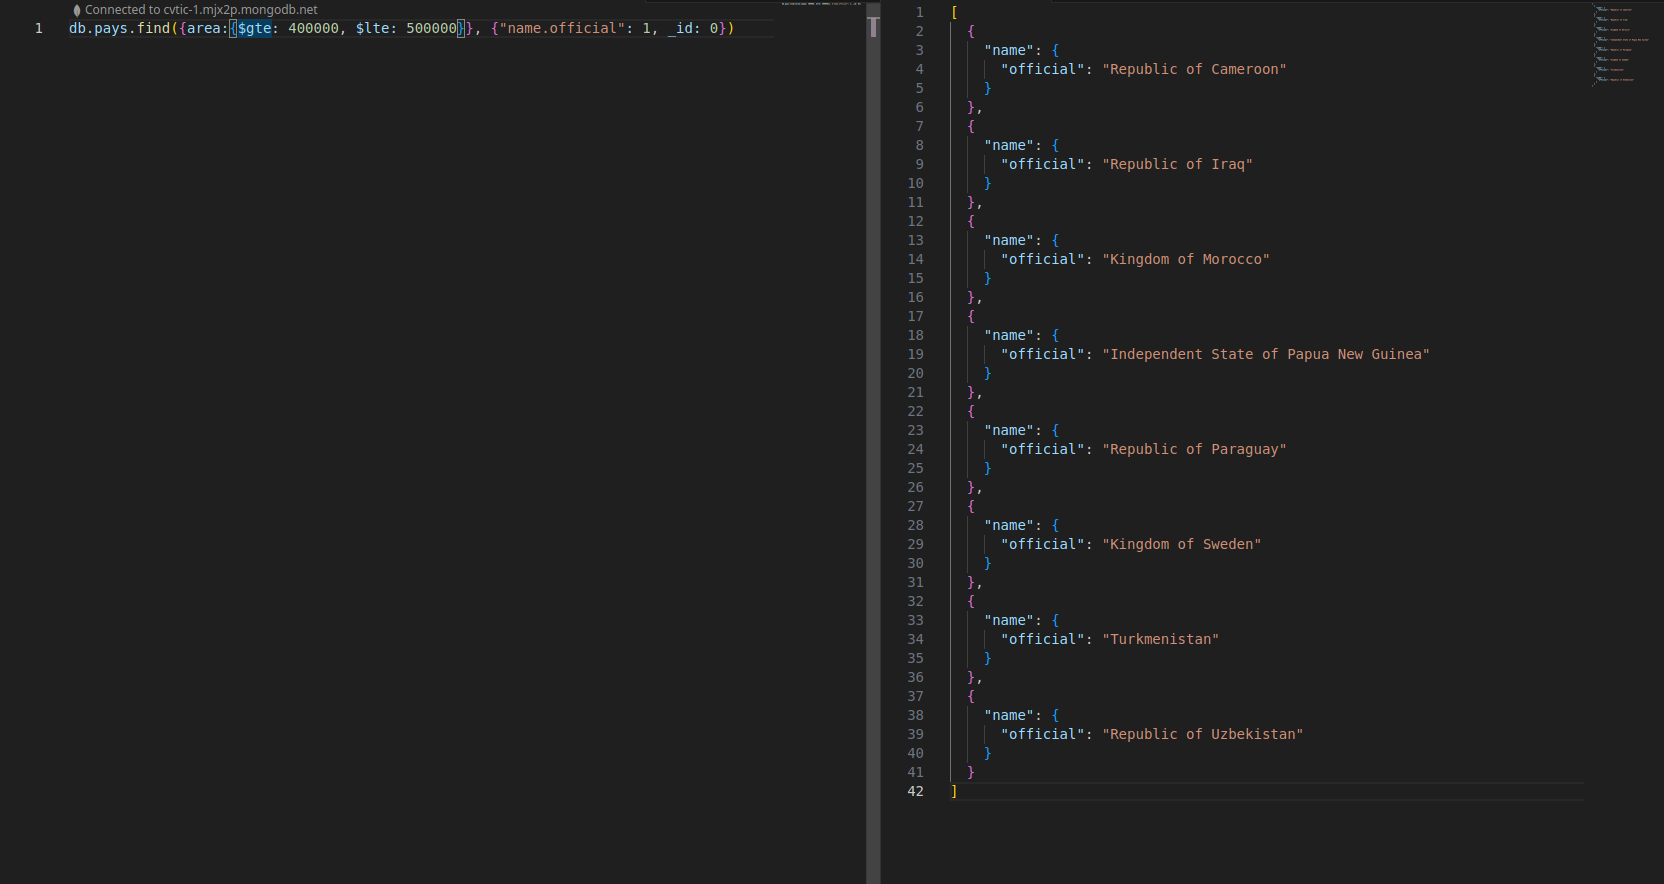 Connected to cvtic-1.mjx2p.mongodb.net
1 db.pays.find({area:{$gte: 400000, $lte: 500000}}, {"name.official": 1, _id: 0})
1 [
2 {
3 "name": {
4 "official": "Republic of Cameroon"
5 }
6 },
7 {
8 "name": {
9 "official": "Republic of Iraq"
10 }
11 },
12 {
13 "name": {
14 "official": "Kingdom of Morocco"
15 }
16 },
17 {
18 "name": {
19 "official": "Independent State of Papua New Guinea"
20 }
21 },
22 {
23 "name": {
24 "official": "Republic of Paraguay"
25 }
26 },
27 {
28 "name": {
29 "official": "Kingdom of Sweden"
30 }
31 },
32 {
33 "name": {
34 "official": "Turkmenistan"
35 }
36 },
37 {
38 "name": {
39 "official": "Republic of Uzbekistan"
40 }
41 }
42 ]